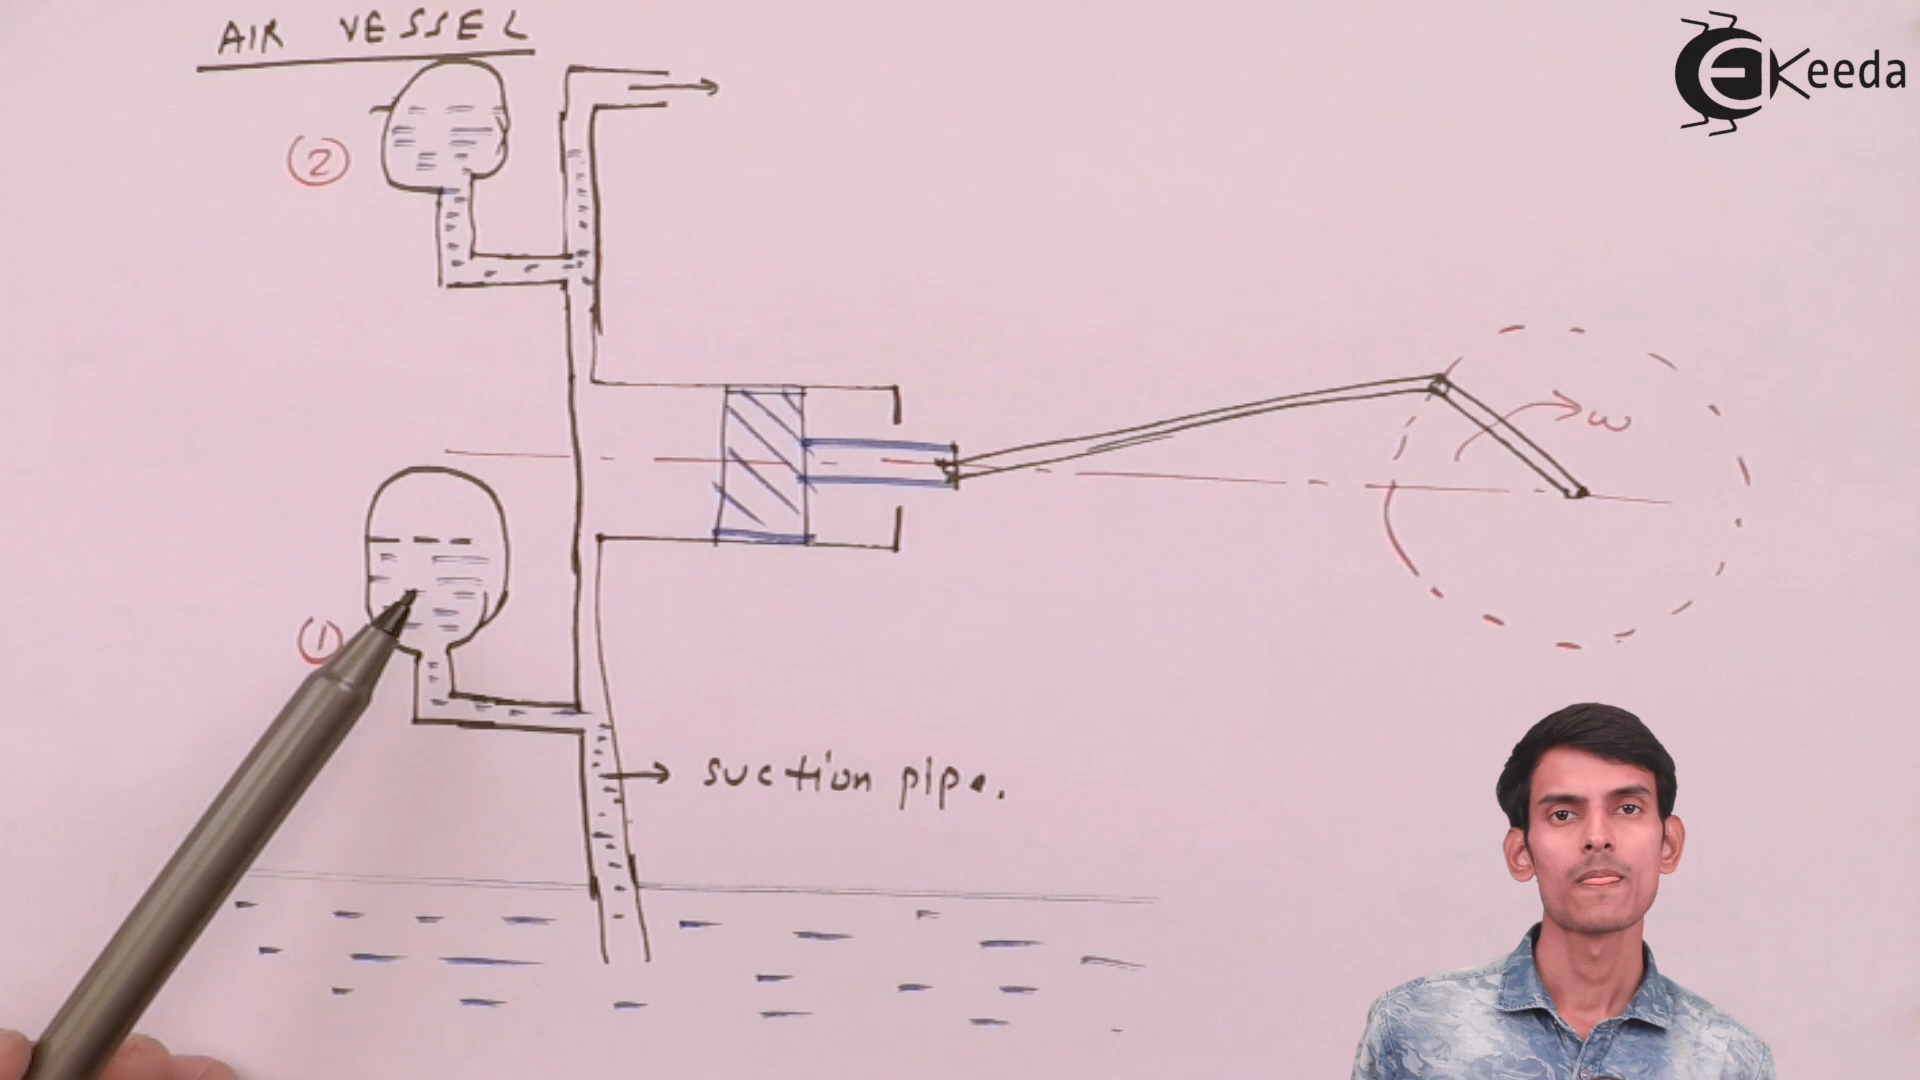 AIR VESSEL
EKeeda
2
ω
1
suction pipe.